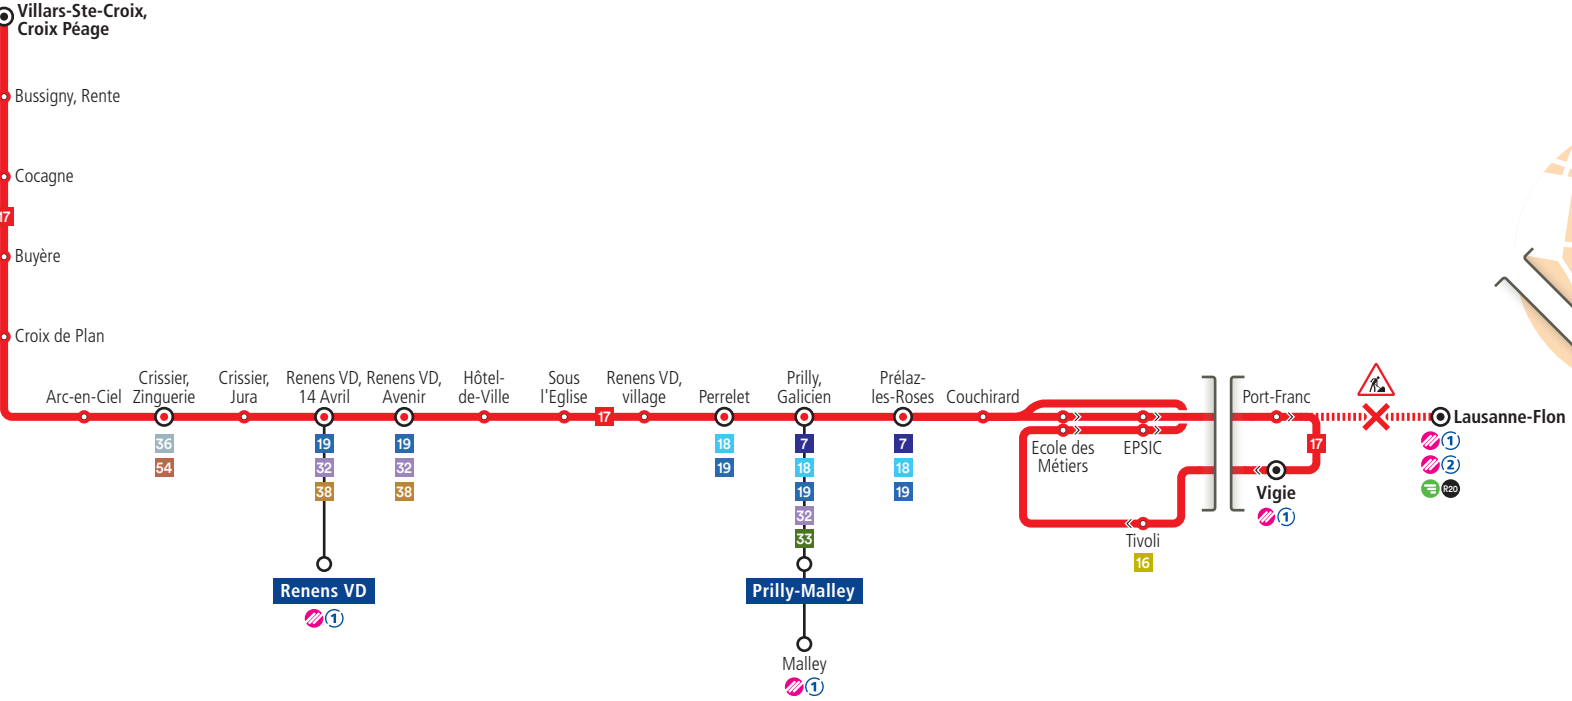 Villars-Ste-Croix,
Croix Péage
Bussigny, Rente
Cocagne
17
Buyère
Croix de Plan
Arc-en-Ciel
Crissier,
Zinguerie
36
54
Crissier,
Jura
Renens VD,
14 Avril
19
32
38
Renens VD
1
Renens VD,
Avenir
19
32
38
Hôtel-
de-Ville
Sous
l'Eglise
17
Renens VD,
village
Perrelet
18
19
Prilly,
Galicien
7
18
19
32
33
Prilly-Malley
Malley
1
Prélaz-
les-Roses
7
18
19
Couchirard
Ecole des
Métiers
EPSIC
Tivoli
16
Port-Franc
17
Vigie
1
Lausanne-Flon
1
2
R20